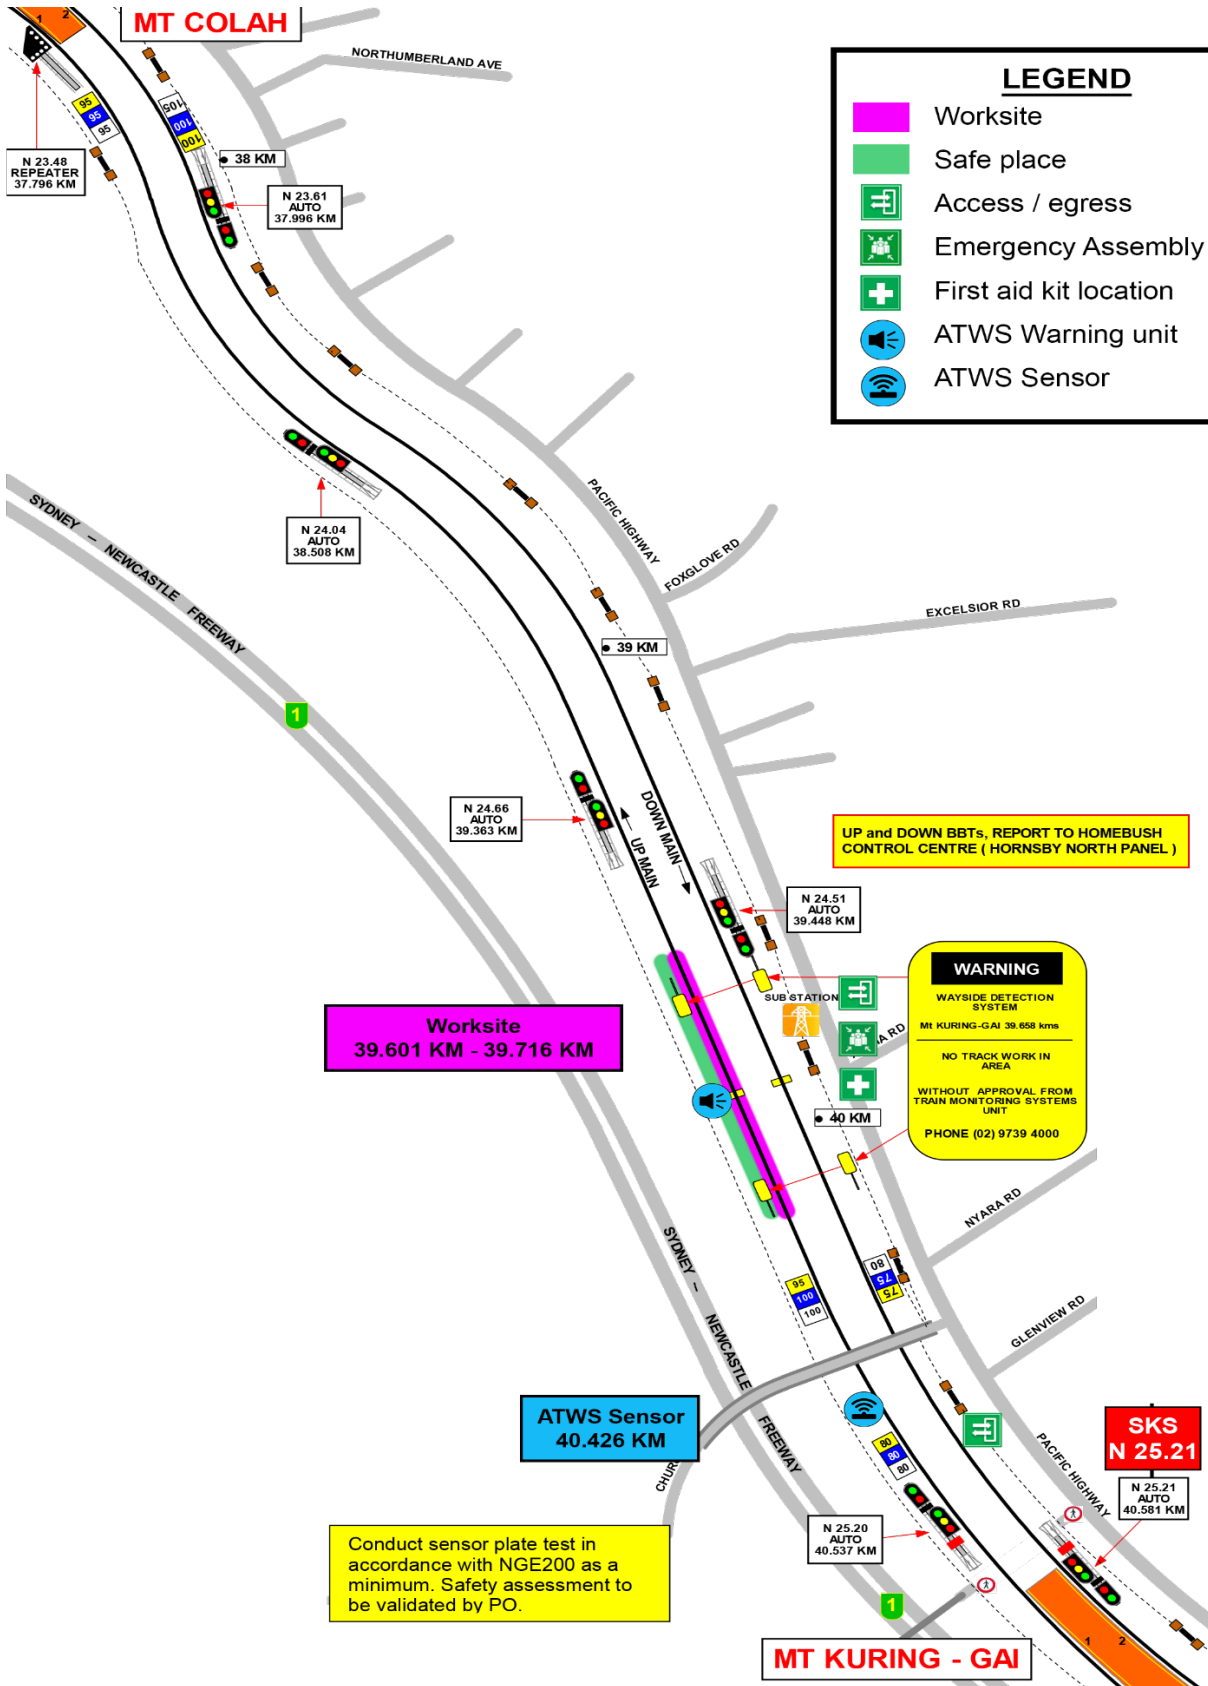 MT COLAH
1 2
NORTHUMBERLAND AVE
LEGEND
Worksite
Safe place
Access / egress
Emergency Assembly
First aid kit location
ATWS Warning unit
ATWS Sensor
95
95
95
105
100
100
38 KM
N 23.48
REPEATER
37.796 KM
N 23.61
AUTO
37.996 KM
N 24.04
AUTO
38.508 KM
PACIFIC HIGHWAY
FOXGLOVE RD
EXCELSIOR RD
SYDNEY – NEWCASTLE FREEWAY
39 KM
1
N 24.66
AUTO
39.363 KM
DOWN MAIN
UP MAIN
UP and DOWN BBTs, REPORT TO HOMEBUSH
CONTROL CENTRE ( HORNSBY NORTH PANEL )
N 24.51
AUTO
39.448 KM
SUB STATION
WARNING
WAYSIDE DETECTION
SYSTEM
Mt KURING-GAI 39.658 kms
NO TRACK WORK IN
AREA
WITHOUT APPROVAL FROM
TRAIN MONITORING SYSTEMS
UNIT
PHONE (02) 9739 4000
Worksite
39.601 KM - 39.716 KM
RD
40 KM
NYARA RD
SYDNEY – NEWCASTLE FREEWAY
80
75
75
95
100
100
GLENVIEW RD
ATWS Sensor
40.426 KM
80
80
80
SKS
N 25.21
PACIFIC HIGHWAY
N 25.21
AUTO
40.581 KM
N 25.20
AUTO
40.537 KM
Conduct sensor plate test in
accordance with NGE200 as a
minimum. Safety assessment to
be validated by PO.
1
1 2
MT KURING - GAI